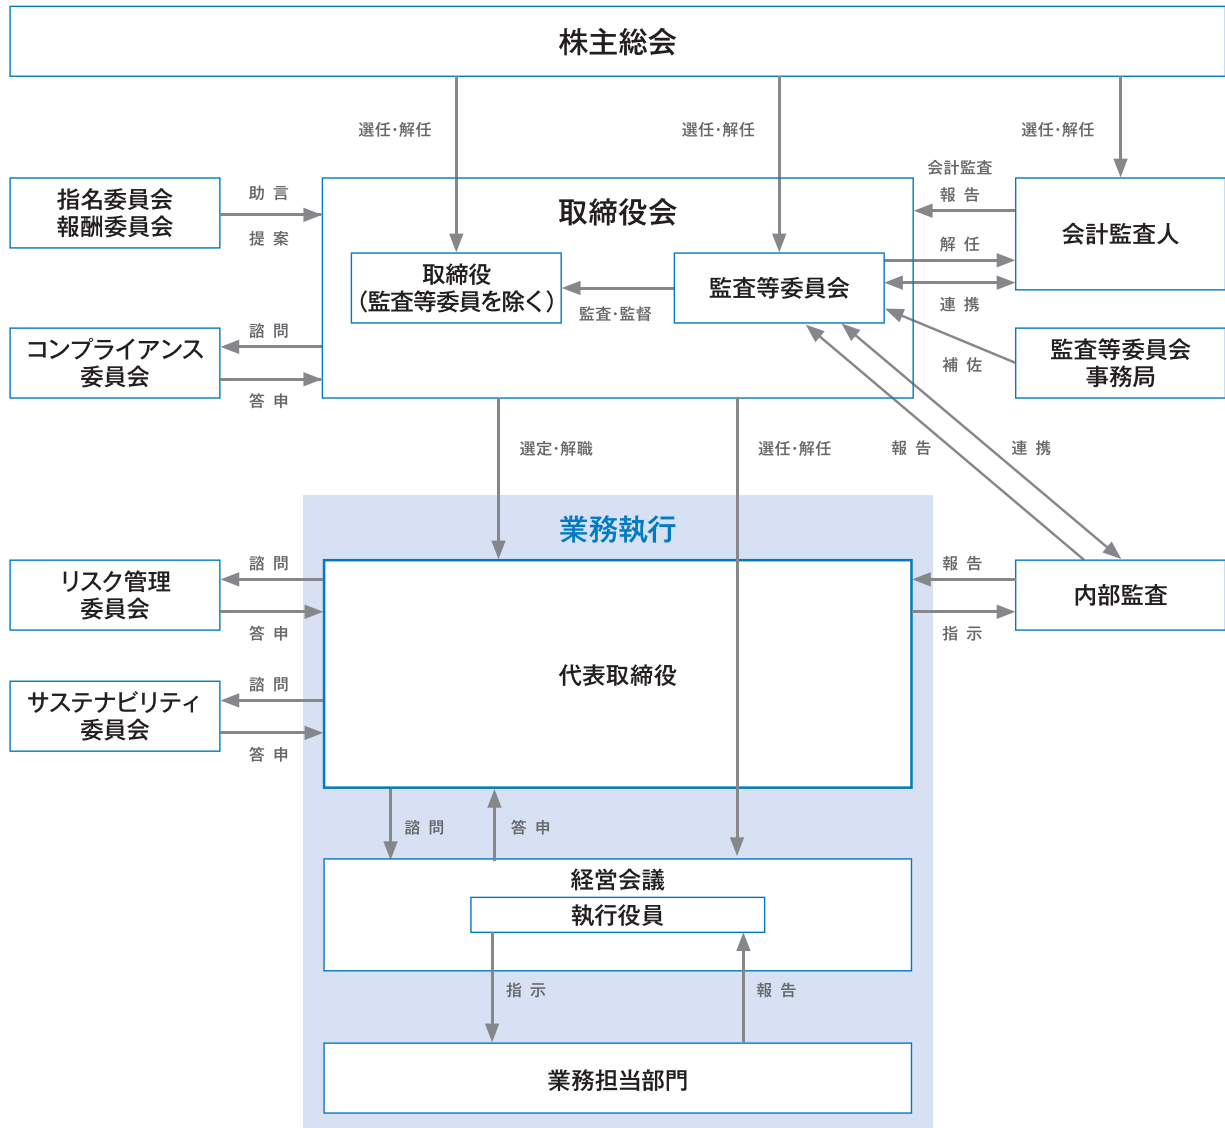 株主総会
選任・解任
選任・解任
選任・解任
指名委員会
報酬委員会
助言
提案
取締役会
会計監査
報告
会計監査人
解任
連携
取締役
(監査等委員を除く)
監査・監督
監査等委員会
コンプライアンス
委員会
諮問
答申
補佐
監査等委員会
事務局
選定・解職
選任・解任
報告
連携
業務執行
リスク管理
委員会
諮問
答申
代表取締役
報告
指示
内部監査
サステナビリティ
委員会
諮問
答申
諮問
答申
経営会議
執行役員
指示
報告
業務担当部門